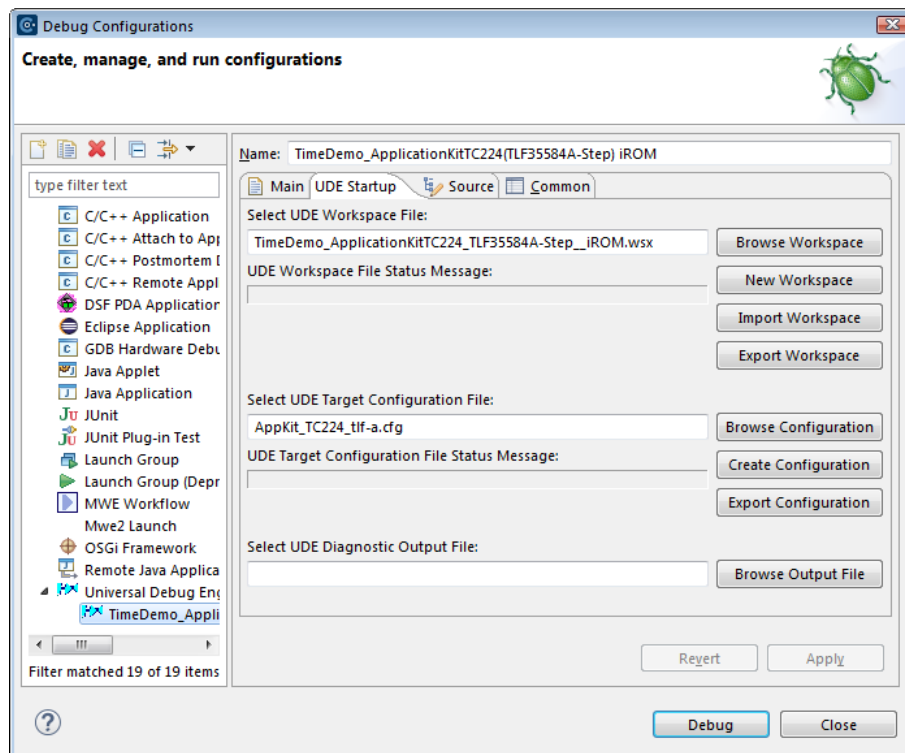 Debug Configurations
Create, manage, and run configurations
Name: TimeDemo_ApplicationKitTC224(TLF35584A-Step) iROM
type filter text
Main UDE Startup Source Common
C/C++ Application
C/C++ Attach to App
C/C++ Postmortem D
C/C++ Remote Appl
DSF PDA Application
Eclipse Application
GDB Hardware Debu
Java Applet
Java Application
JUnit
JUnit Plug-in Test
Launch Group
Launch Group (Depr
MWE Workflow
Mwe2 Launch
OSGi Framework
Remote Java Applica
Universal Debug Eng
TimeDemo_Appli
Filter matched 19 of 19 items
Select UDE Workspace File:
TimeDemo_ApplicationKitTC224_TLF35584A-Step__iROM.wsx Browse Workspace
UDE Workspace File Status Message:
New Workspace
Import Workspace
Export Workspace
Select UDE Target Configuration File:
AppKit_TC224_tlf-a.cfg Browse Configuration
UDE Target Configuration File Status Message:
Create Configuration
Export Configuration
Select UDE Diagnostic Output File:
Browse Output File
Revert Apply
Debug Close